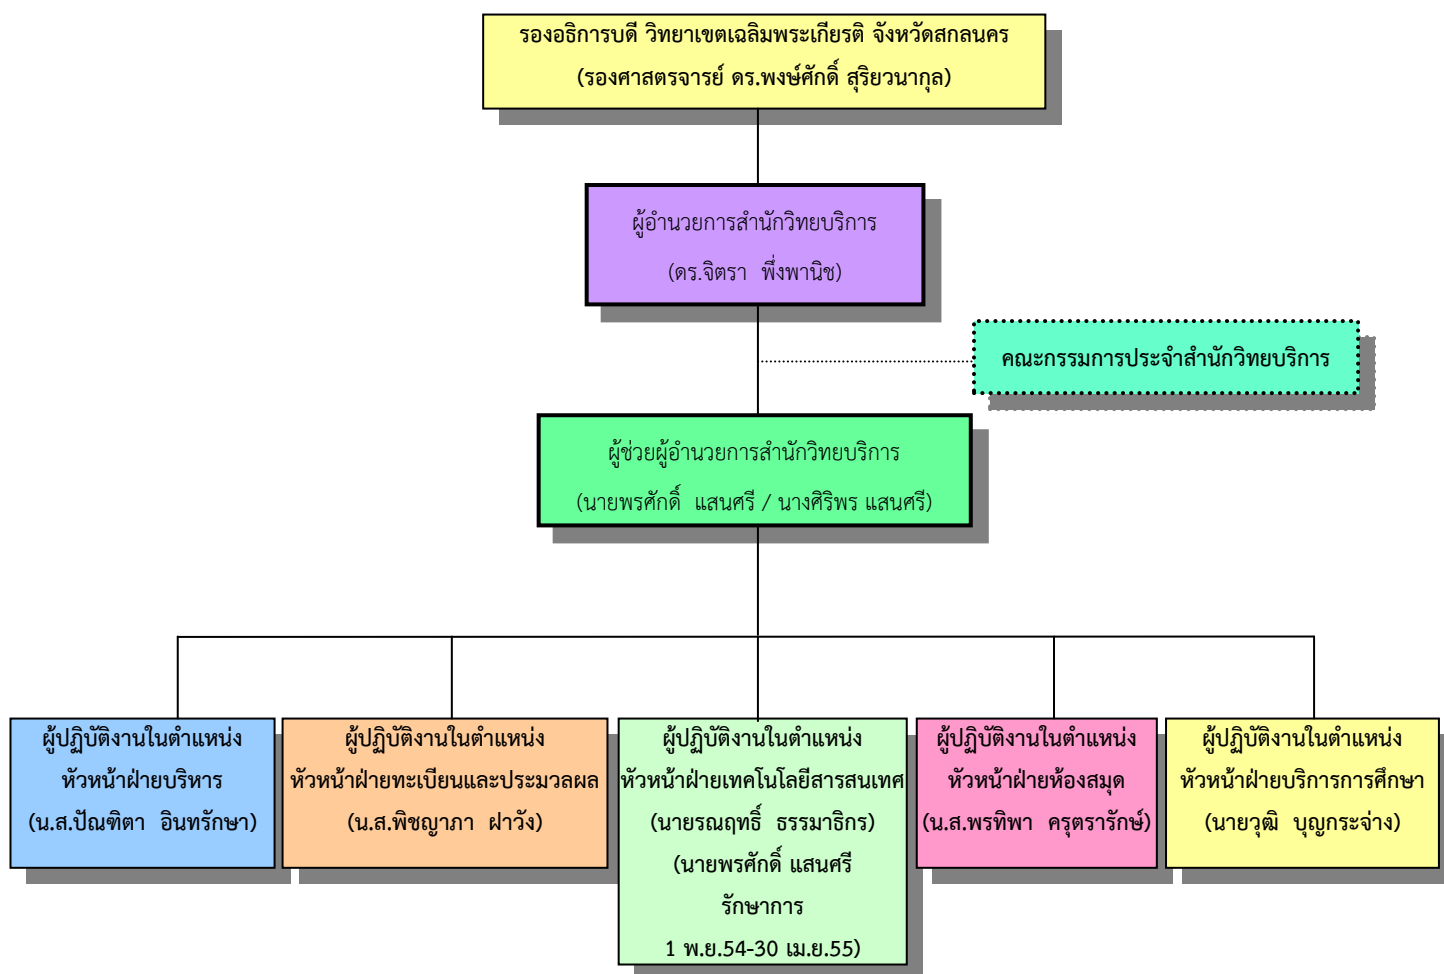 รองอธิการบดี วิทยาเขตเฉลิมพระเกียรติ จังหวัดสกลนคร
(รองศาสตรจารย์ ดร.พงษ์ศักดิ์ สุริยวนากุล)
ผู้อำนวยการสำนักวิทยบริการ
(ดร.จิตรา พึ่งพานิช)
คณะกรรมการประจำสำนักวิทยบริการ
ผู้ช่วยผู้อำนวยการสำนักวิทยบริการ
(นายพรศักดิ์ แสนศรี / นางศิริพร แสนศรี)
ผู้ปฏิบัติงานในตำแหน่ง
หัวหน้าฝ่ายบริหาร
(น.ส.ปัณฑิตา อินทรักษา)
ผู้ปฏิบัติงานในตำแหน่ง
หัวหน้าฝ่ายทะเบียนและประมวลผล
(น.ส.พิชญาภา ฝาวัง)
ผู้ปฏิบัติงานในตำแหน่ง
หัวหน้าฝ่ายเทคโนโลยีสารสนเทศ
(นายรณฤทธิ์ ธรรมาธิกร)
(นายพรศักดิ์ แสนศรี
รักษาการ
1 พ.ย.54-30 เม.ย.55)
ผู้ปฏิบัติงานในตำแหน่ง
หัวหน้าฝ่ายห้องสมุด
(น.ส.พรทิพา ครุตรารักษ์)
ผู้ปฏิบัติงานในตำแหน่ง
หัวหน้าฝ่ายบริการการศึกษา
(นายวุฒิ บุญกระจ่าง)